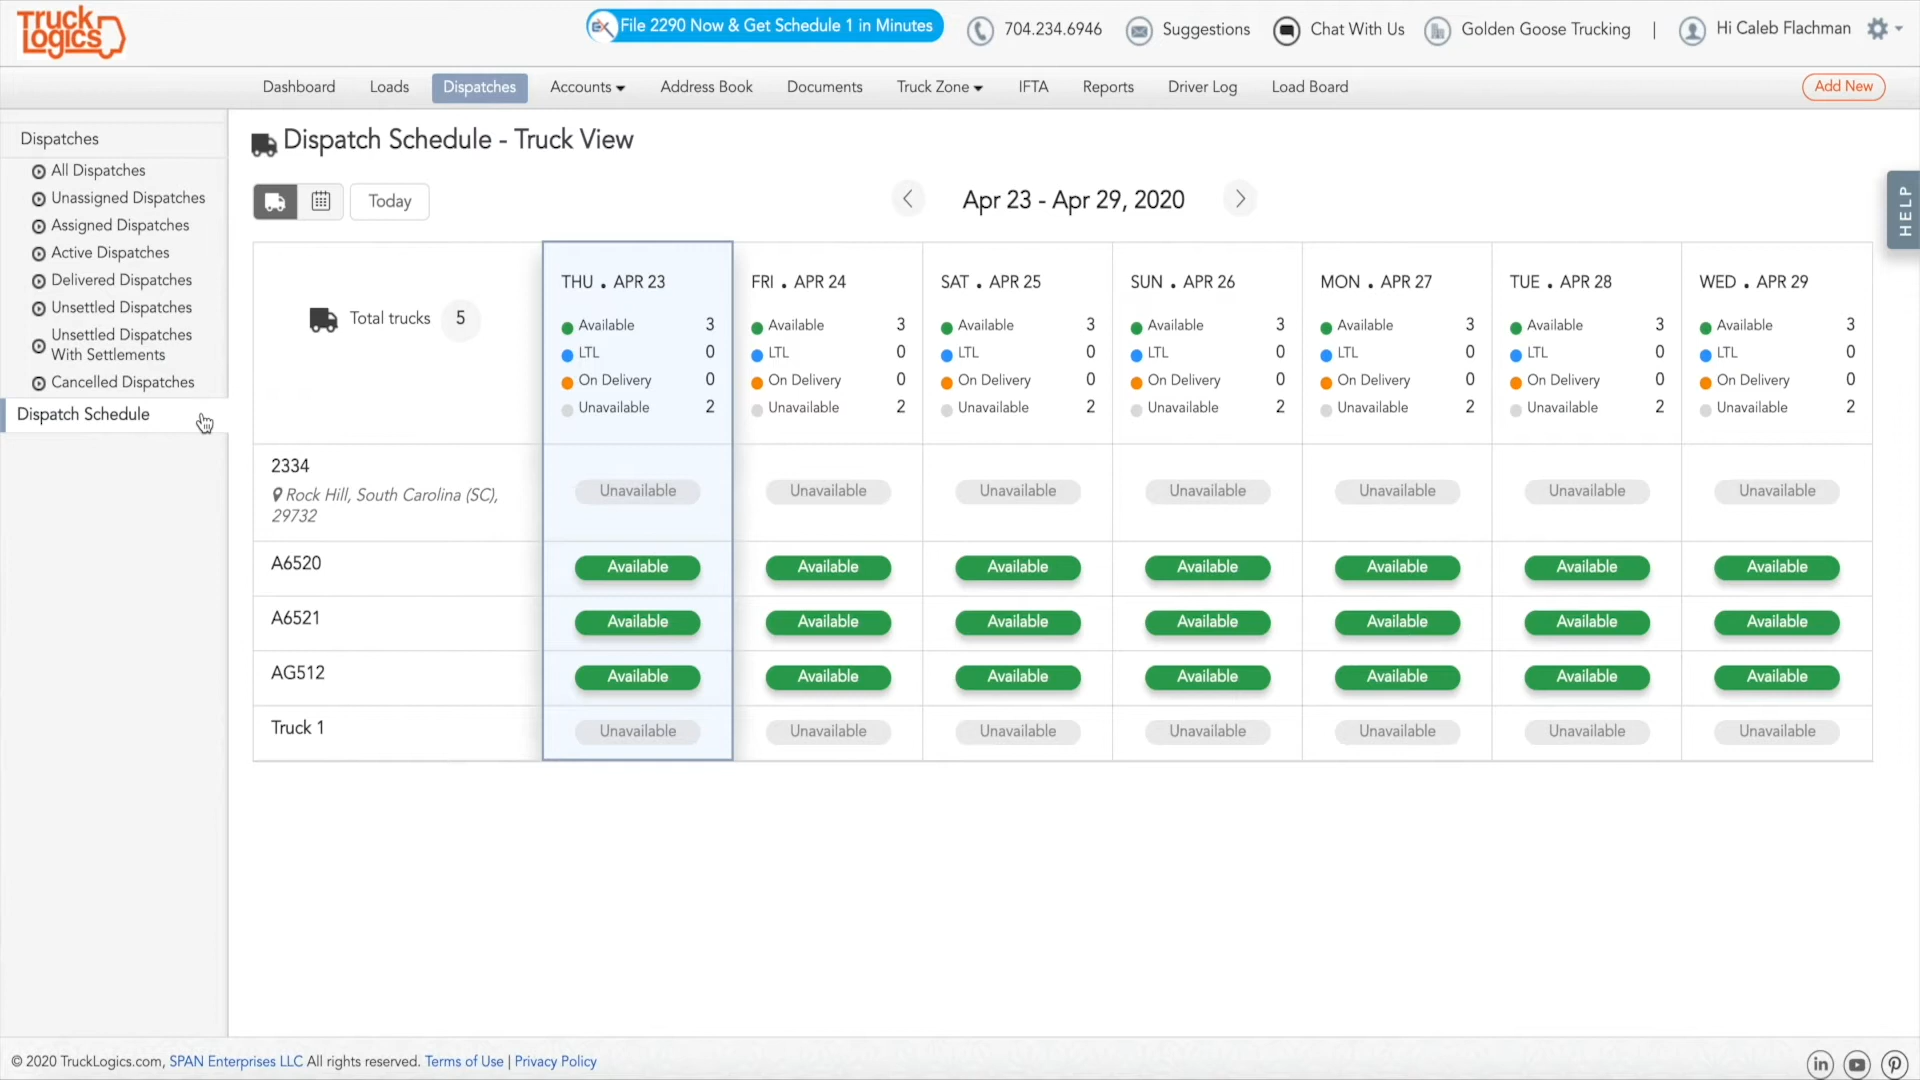 Truck Logics
File 2290 Now & Get Schedule 1 in Minutes
704.234.6946
Suggestions
Chat With Us
Golden Goose Trucking
|
Hi Caleb Flachman
Dashboard Loads Dispatches Accounts Address Book Documents Truck Zone IFTA Reports Driver Log Load Board Add New
Dispatches
All Dispatches
Unassigned Dispatches
Assigned Dispatches
Active Dispatches
Delivered Dispatches
Unsettled Dispatches
Unsettled Dispatches
With Settlements
Cancelled Dispatches
Dispatch Schedule
Dispatch Schedule - Truck View
Today
Apr 23 - Apr 29, 2020
HELP
Total trucks 5
THU . APR 23 FRI . APR 24 SAT . APR 25 SUN . APR 26 MON . APR 27 TUE . APR 28 WED . APR 29
Available 3 Available 3 Available 3 Available 3 Available 3 Available 3 Available 3
LTL 0 LTL 0 LTL 0 LTL 0 LTL 0 LTL 0 LTL 0
On Delivery 0 On Delivery 0 On Delivery 0 On Delivery 0 On Delivery 0 On Delivery 0 On Delivery 0
Unavailable 2 Unavailable 2 Unavailable 2 Unavailable 2 Unavailable 2 Unavailable 2 Unavailable 2
2334
Rock Hill, South Carolina (SC),
29732
Unavailable Unavailable Unavailable Unavailable Unavailable Unavailable Unavailable
A6520 Available Available Available Available Available Available Available
A6521 Available Available Available Available Available Available Available
AG512 Available Available Available Available Available Available Available
Truck 1 Unavailable Unavailable Unavailable Unavailable Unavailable Unavailable Unavailable
© 2020 TruckLogics.com, SPAN Enterprises LLC All rights reserved. Terms of Use | Privacy Policy
in